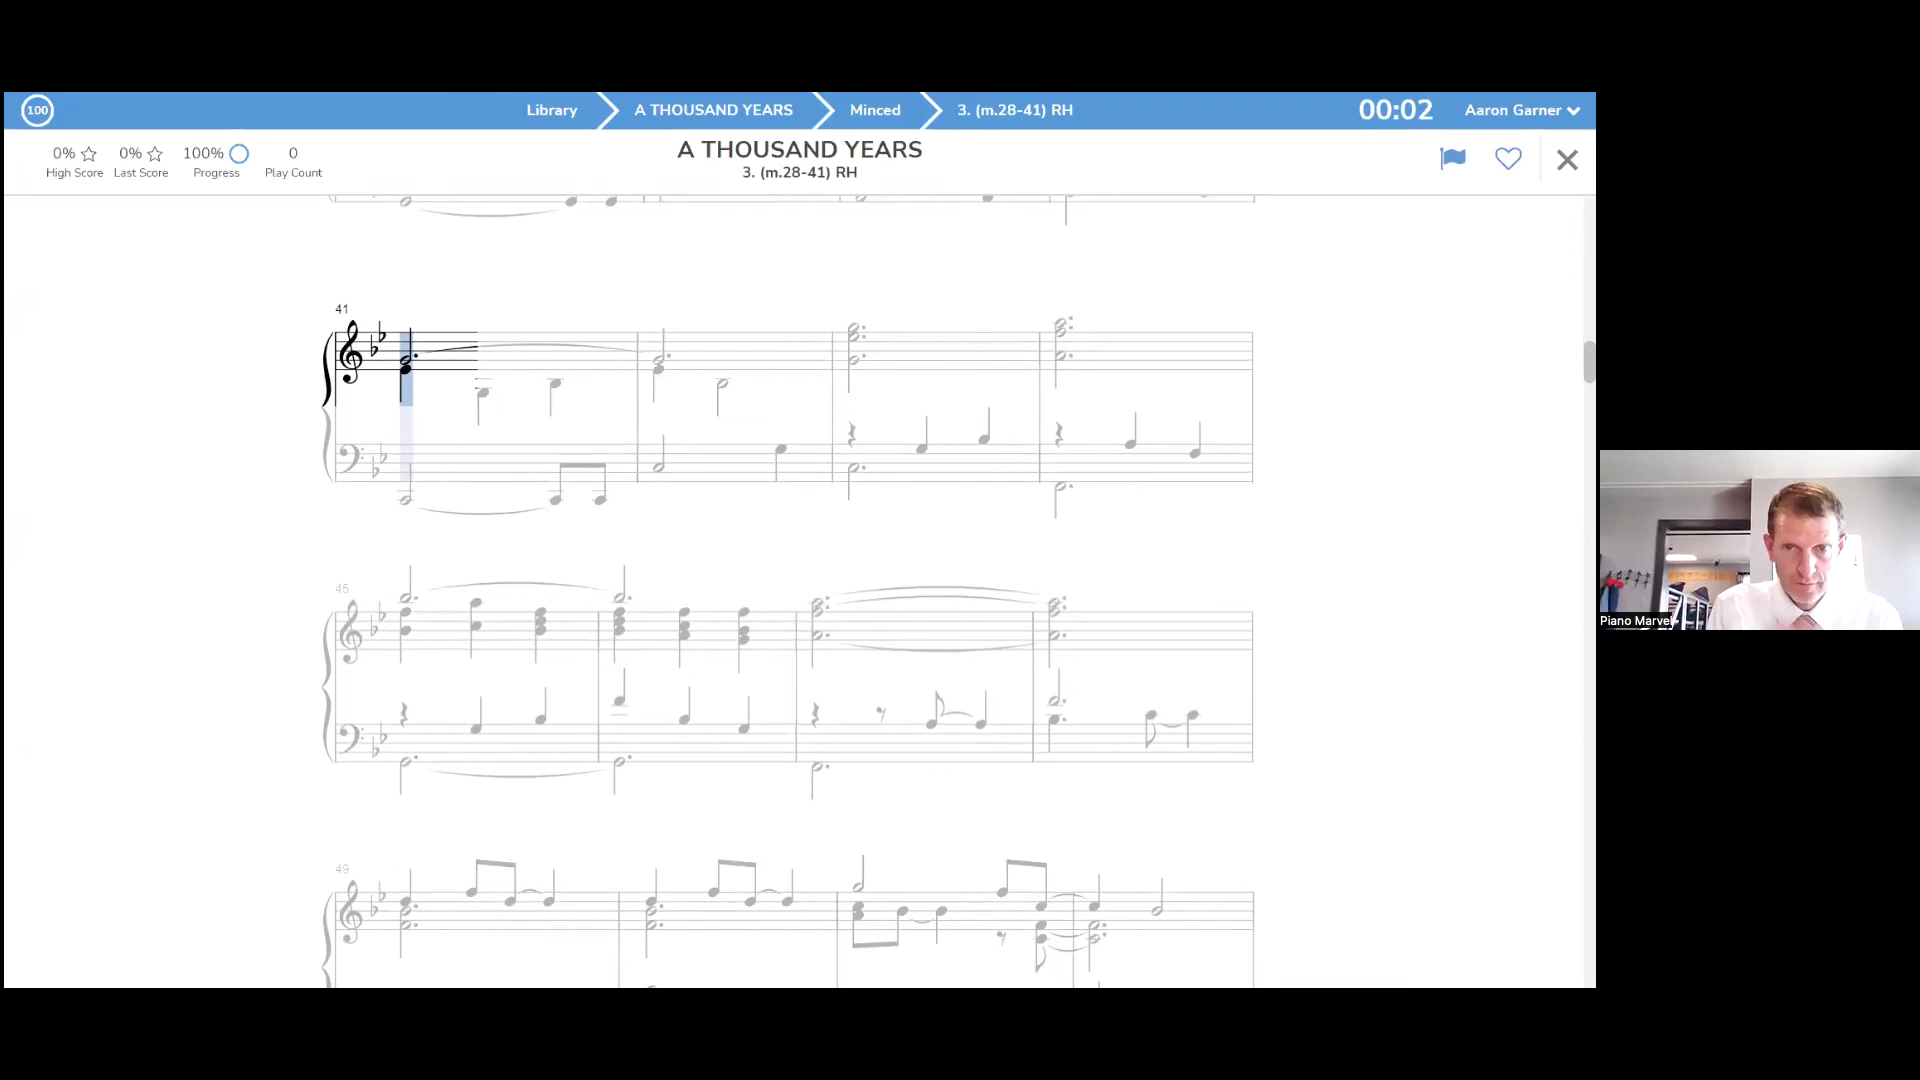 100
Library
A THOUSAND YEARS
Minced
3. (m.28-41) RH
00:02
Aaron Garner
0%
0%
100%
0
High Score
Last Score
Progress
Play Count
A THOUSAND YEARS
3. (m.28-41) RH
41
45
49
Piano Marvel